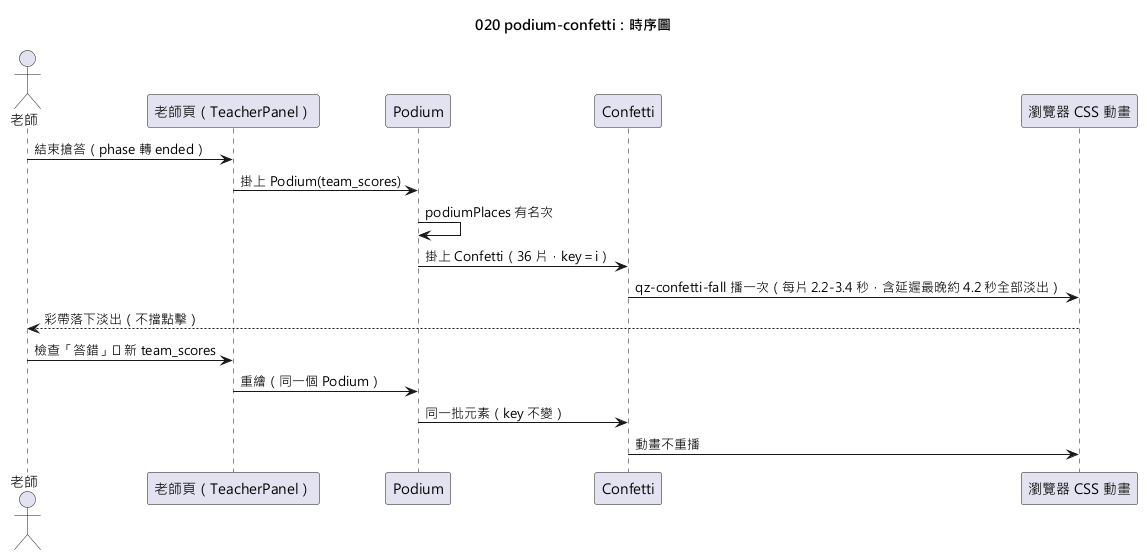 020 podium-confetti：時序圖
老師
老師頁（TeacherPanel）
Podium
Confetti
瀏覽器 CSS 動畫
結束搶答（phase 轉 ended）
掛上 Podium(team_scores)
podiumPlaces 有名次
掛上 Confetti（36 片，key＝i）
qz-confetti-fall 播一次（每片 2.2-3.4 秒，含延遲最晚約 4.2 秒全部淡出）
彩帶落下淡出（不擋點擊）
檢查「答錯」 新 team_scores
重繪（同一個 Podium）
同一批元素（key 不變）
動畫不重播
老師
老師頁（TeacherPanel）
Podium
Confetti
瀏覽器 CSS 動畫